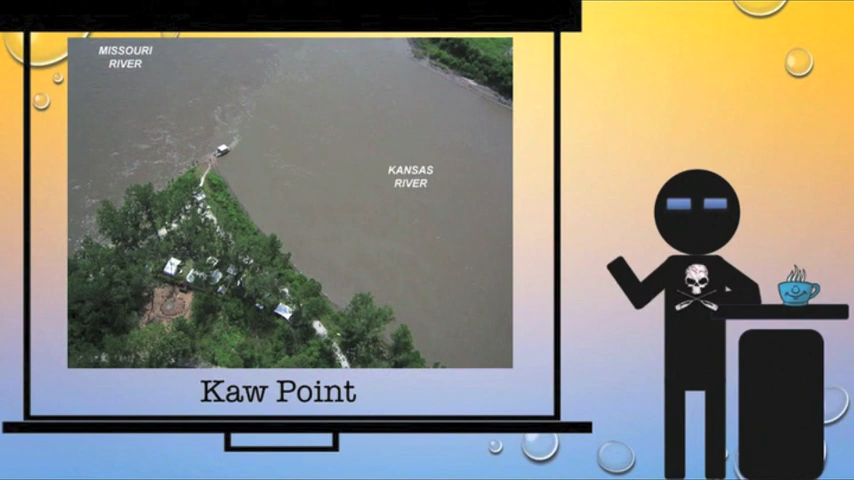 MISSOURI
RIVER
KANSAS
RIVER
Kaw Point